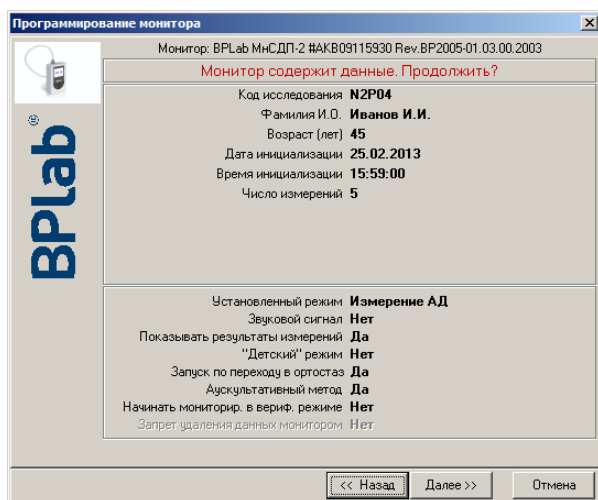 Программирование монитора
Монитор: BPLab МнСДП-2 #AKB09115930 Rev.BP2005-01.03.00.2003
Монитор содержит данные. Продолжить?
Код исследования N2P04
Фамилия И.О. Иванов И.И.
Возраст (лет) 45
Дата инициализации 25.02.2013
Время инициализации 15:59:00
Число измерений 5
BPLab®
Установленный режим Измерение АД
Звуковой сигнал Нет
Показывать результаты измерений Да
"Детский" режим Нет
Запуск по переходу в ортостаз Да
Аускультативный метод Да
Начинать мониторир. в вериф. режиме Нет
Запрет удаления данных монитором Нет
<< Назад Далее >> Отмена